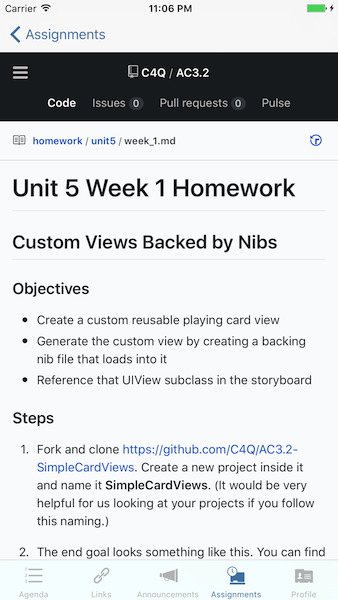 Carrier 11:06 PM
Assignments
C4Q / AC3.2
Code Issues 0 Pull requests 0 Pulse
homework / unit5 / week_1.md
Unit 5 Week 1 Homework
Custom Views Backed by Nibs
Objectives
• Create a custom reusable playing card view
• Generate the custom view by creating a backing
nib file that loads into it
• Reference that UIView subclass in the storyboard
Steps
1. Fork and clone https://github.com/C4Q/AC3.2-
SimpleCardViews. Create a new project inside it
and name it SimpleCardViews. (It would be very
helpful for us looking at your projects if you follow
this naming.)
2. The end goal looks something like this. You can find
Agenda Links Announcements Assignments Profile